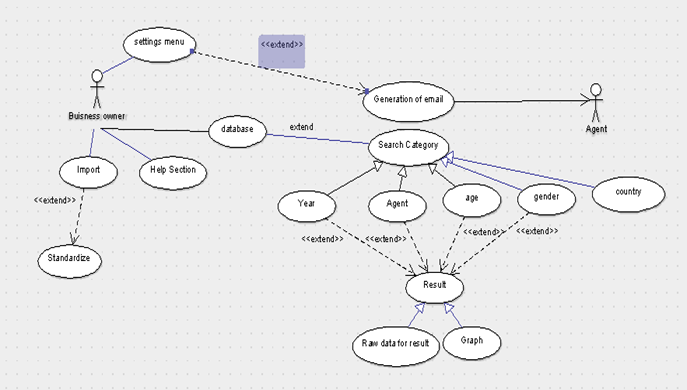 settings menu
<<extend>>
Generation of email
Buisness owner
Agent
database
extend
Search Category
Import
Help Section
<<extend>>
Year
Agent
age
gender
country
<<extend>>
<<extend>>
<<extend>>
<<extend>>
Standardize
Result
Raw data for result
Graph